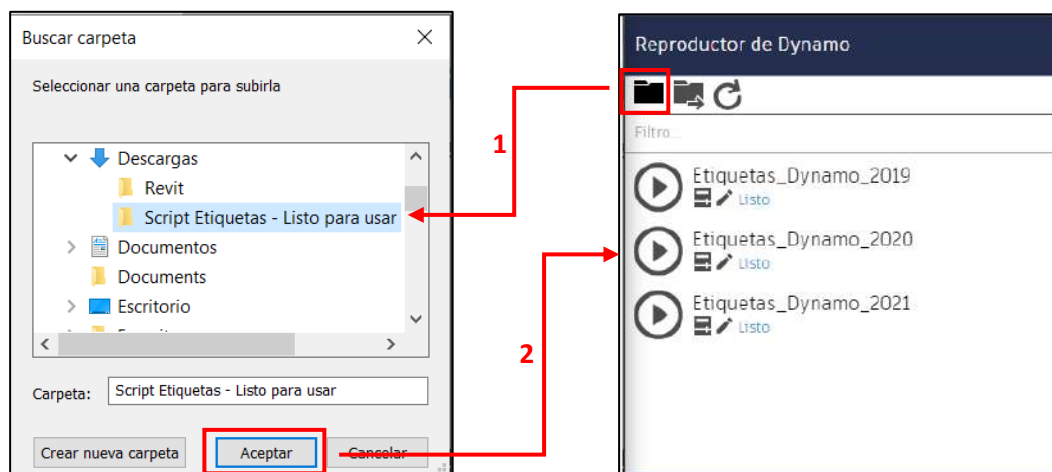 Buscar carpeta
Seleccionar una carpeta para subirla
Descargas
Revit
Script Etiquetas - Listo para usar
Documentos
Documents
Escritorio
Carpeta: Script Etiquetas - Listo para usar
Crear nueva carpeta Aceptar Cancelar
1
2
Reproductor de Dynamo
Filtro...
Etiquetas_Dynamo_2019
Listo
Etiquetas_Dynamo_2020
Listo
Etiquetas_Dynamo_2021
Listo